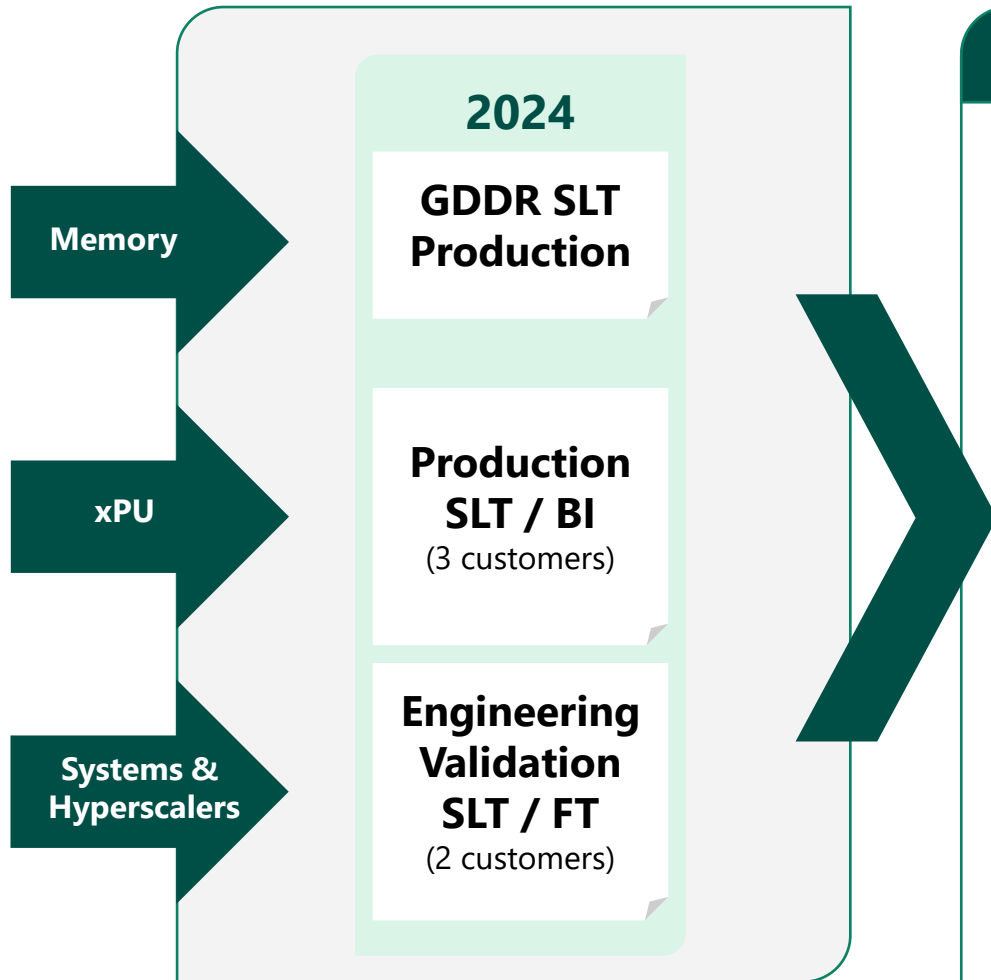 2024
Memory
GDDR SLT
Production
xPU
Production
SLT / BI
(3 customers)
Systems &
Hyperscalers
Engineering
Validation
SLT / FT
(2 customers)